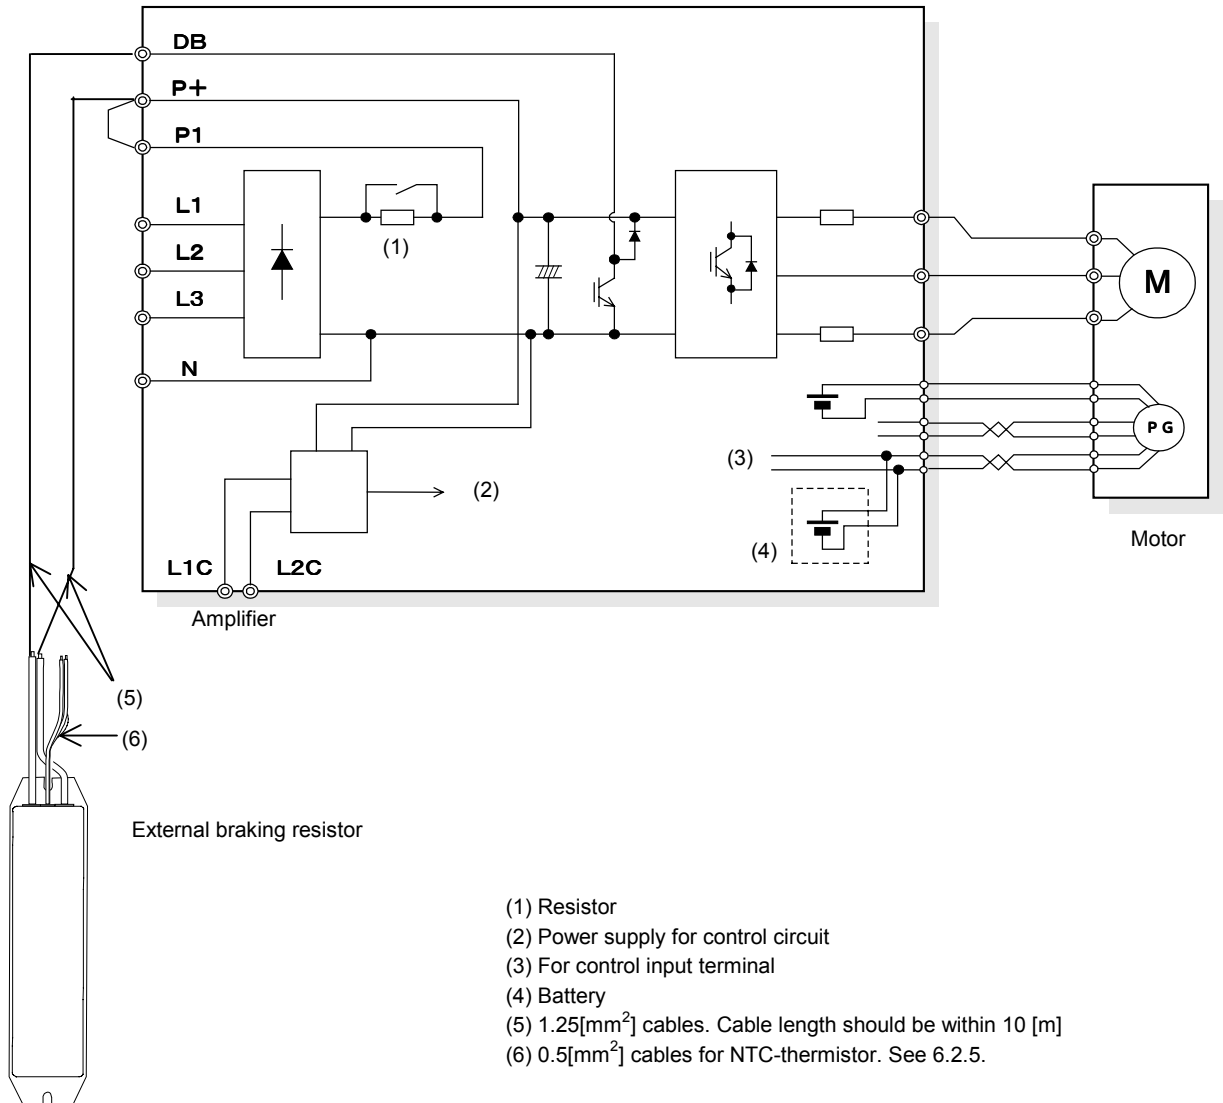 DB
P+
P1
L1
(1)
L2
L3
M
N
P G
(3)
(2)
(4)
Motor
L1C
L2C
Amplifier
(5)
(6)
External braking resistor
(1) Resistor
(2) Power supply for control circuit
(3) For control input terminal
(4) Battery
(5) 1.25[mm²] cables. Cable length should be within 10 [m]
(6) 0.5[mm²] cables for NTC-thermistor. See 6.2.5.